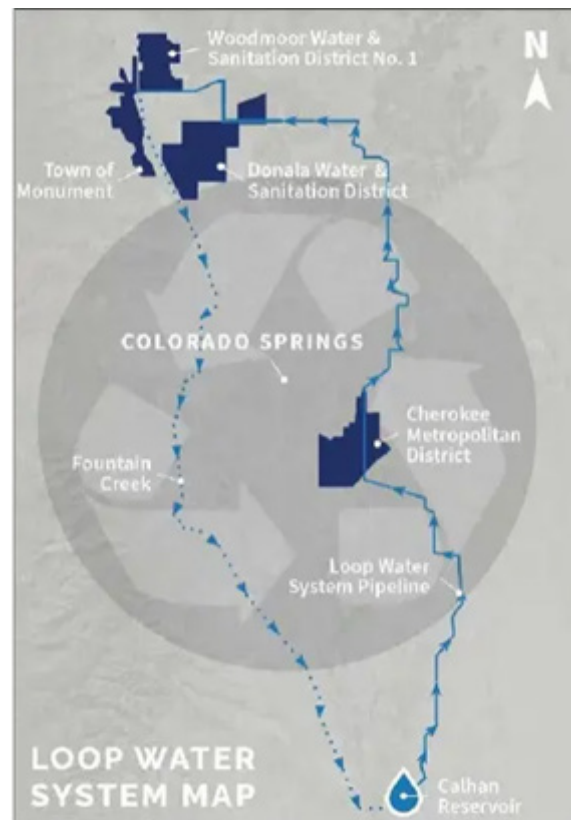 Woodmoor Water &
Sanitation District No. 1
N
Town of
Monument
Donala Water &
Sanitation District
COLORADO SPRINGS
Cherokee
Metropolitan
District
Fountain
Creek
Loop Water
System Pipeline
LOOP WATER
SYSTEM MAP
Calhan
Reservoir